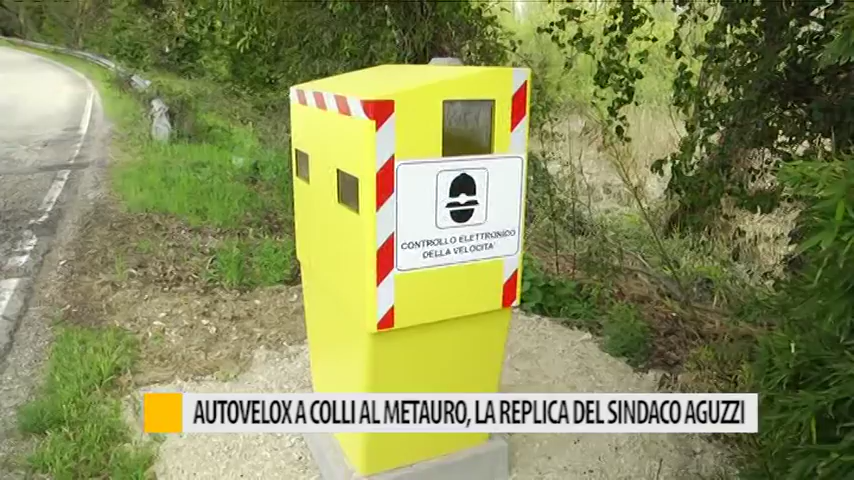 CONTROLLO ELETTRONICO
DELLA VELOCITA'
AUTOVELOX A COLLI AL METAURO, LA REPLICA DEL SINDACO AGUZZI